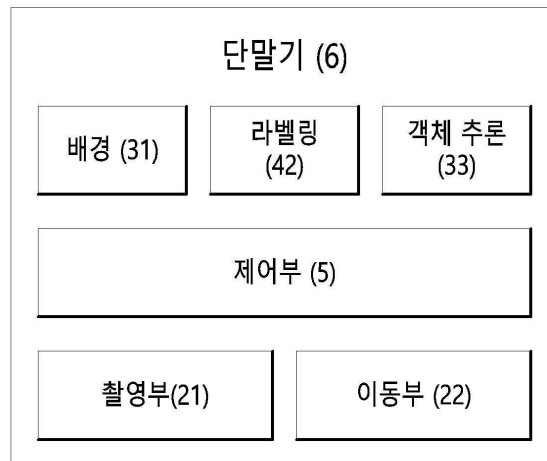 단말기 (6)
배경 (31)
라벨링
(42)
객체 추론
(33)
제어부 (5)
촬영부(21)
이동부 (22)